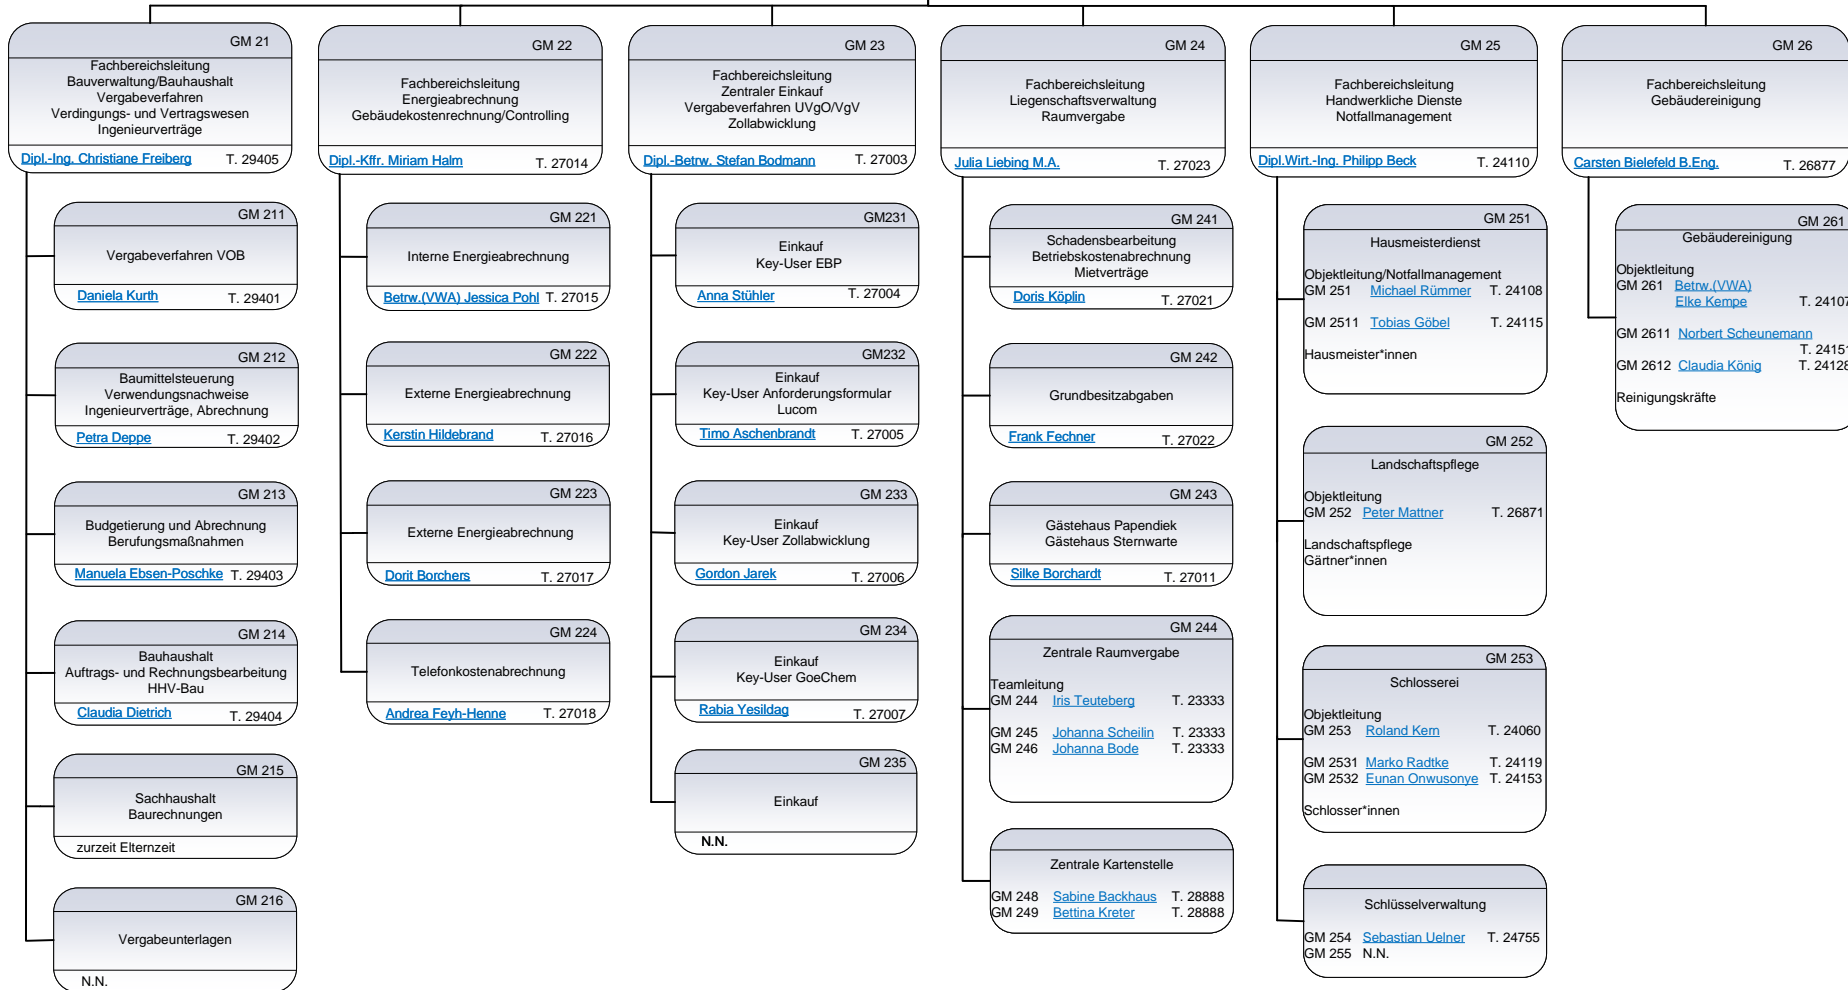 GM 21
Fachbereichsleitung
Bauverwaltung/Bauhaushalt
Vergabeverfahren
Verdingungs- und Vertragswesen
Ingenieurverträge
Dipl.-Ing. Christiane Freiberg T. 29405
GM 211
Vergabeverfahren VOB
Daniela Kurth T. 29401
GM 212
Baumittelsteuerung
Verwendungsnachweise
Ingenieurverträge, Abrechnung
Petra Deppe T. 29402
GM 213
Budgetierung und Abrechnung
Berufungsmaßnahmen
Manuela Ebsen-Poschke T. 29403
GM 214
Bauhaushalt
Auftrags- und Rechnungsbearbeitung
HHV-Bau
Claudia Dietrich T. 29404
GM 215
Sachhaushalt
Baurechnungen
zurzeit Elternzeit
GM 216
Vergabeunterlagen
N.N.
GM 22
Fachbereichsleitung
Energieabrechnung
Gebäudekostenrechnung/Controlling
Dipl.-Kffr. Miriam Halm T. 27014
GM 221
Interne Energieabrechnung
Betrw.(VWA) Jessica Pohl T. 27015
GM 222
Externe Energieabrechnung
Kerstin Hildebrand T. 27016
GM 223
Externe Energieabrechnung
Dorit Borchers T. 27017
GM 224
Telefonkostenabrechnung
Andrea Feyh-Henne T. 27018
GM 23
Fachbereichsleitung
Zentraler Einkauf
Vergabeverfahren UVgO/VgV
Zollabwicklung
Dipl.-Betrw. Stefan Bodmann T. 27003
GM231
Einkauf
Key-User EBP
Anna Stühler T. 27004
GM232
Einkauf
Key-User Anforderungsformular
Lucom
Timo Aschenbrandt T. 27005
GM 233
Einkauf
Key-User Zollabwicklung
Gordon Jarek T. 27006
GM 234
Einkauf
Key-User GoeChem
Rabia Yesildag T. 27007
GM 235
Einkauf
N.N.
GM 24
Fachbereichsleitung
Liegenschaftsverwaltung
Raumvergabe
Julia Liebing M.A. T. 27023
GM 241
Schadensbearbeitung
Betriebskostenabrechnung
Mietverträge
Doris Köplin T. 27021
GM 242
Grundbesitzabgaben
Frank Fechner T. 27022
GM 243
Gästehaus Papendiek
Gästehaus Sternwarte
Silke Borchardt T. 27011
GM 244
Zentrale Raumvergabe
Teamleitung
GM 244 Iris Teuteberg T. 23333
GM 245 Johanna Scheilin T. 23333
GM 246 Johanna Bode T. 23333
Zentrale Kartenstelle
GM 248 Sabine Backhaus T. 28888
GM 249 Bettina Kreter T. 28888
GM 25
Fachbereichsleitung
Handwerkliche Dienste
Notfallmanagement
Dipl.Wirt.-Ing. Philipp Beck T. 24110
GM 251
Hausmeisterdienst
Objektleitung/Notfallmanagement
GM 251 Michael Rümmer T. 24108
GM 2511 Tobias Göbel T. 24115
Hausmeister*innen
GM 252
Landschaftspflege
Objektleitung
GM 252 Peter Mattner T. 26871
Landschaftspflege
Gärtner*innen
GM 253
Schlosserei
Objektleitung
GM 253 Roland Kern T. 24060
GM 2531 Marko Radtke T. 24119
GM 2532 Eunan Onwusonye T. 24153
Schlosser*innen
Schlüsselverwaltung
GM 254 Sebastian Uelner T. 24755
GM 255 N.N.
GM 26
Fachbereichsleitung
Gebäudereinigung
Carsten Bielefeld B.Eng. T. 26877
GM 261
Gebäudereinigung
Objektleitung
GM 261 Betrw.(VWA)
Elke Kempe T. 24107
GM 2611 Norbert Scheunemann
T. 24151
GM 2612 Claudia König T. 24128
Reinigungskräfte